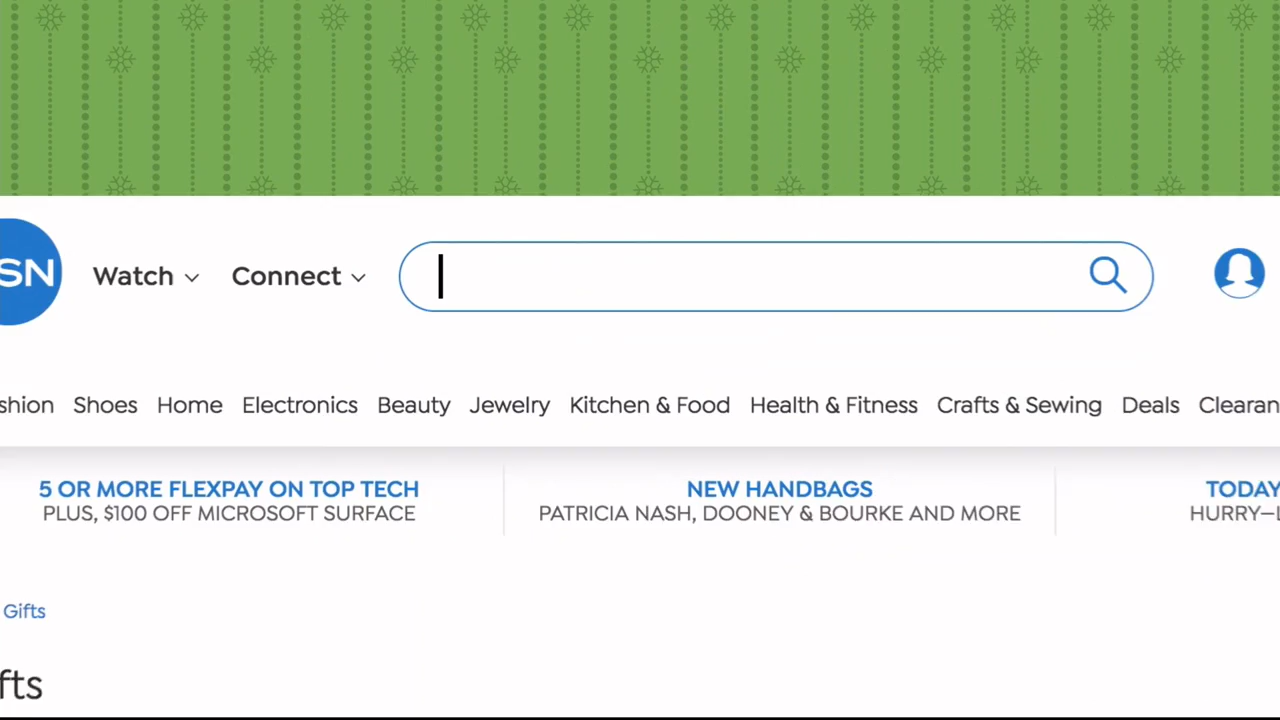 SN
Watch
Connect
shion Shoes Home Electronics Beauty Jewelry Kitchen & Food Health & Fitness Crafts & Sewing Deals Clearan
5 OR MORE FLEXPAY ON TOP TECH
PLUS, $100 OFF MICROSOFT SURFACE
NEW HANDBAGS
PATRICIA NASH, DOONEY & BOURKE AND MORE
TODAY
HURRY—L
Gifts
fts